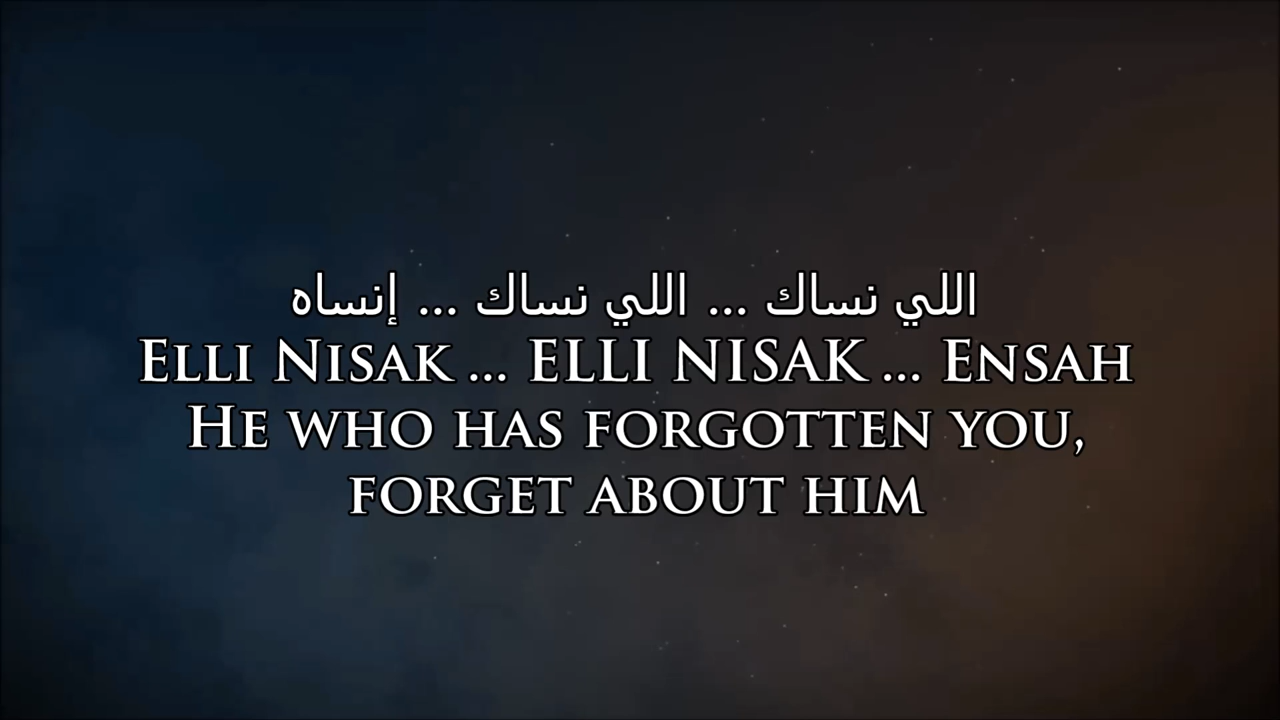 اللي نساك ... اللي نساك ... إنساه
Elli Nisak ... ELLI NISAK ... Ensah
He who has forgotten you,
forget about him